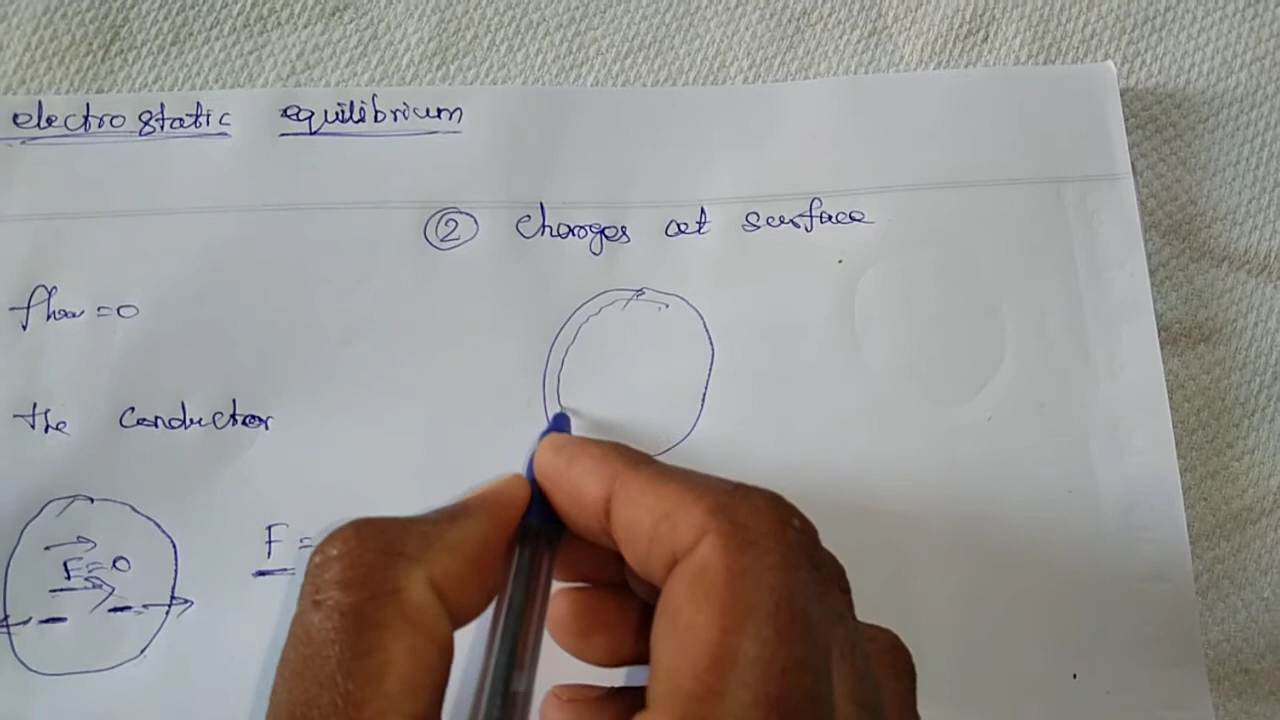 electrostatic equilibrium
② Charges at surface
flow=0
the Conductor
E=0
F=